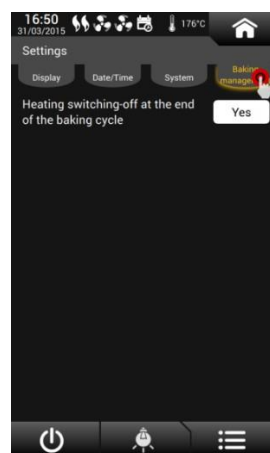 16:50
31/03/2015
176°C
Settings
Display
Date/Time
System
Baking
Heating switching-off at the end
of the baking cycle
Yes